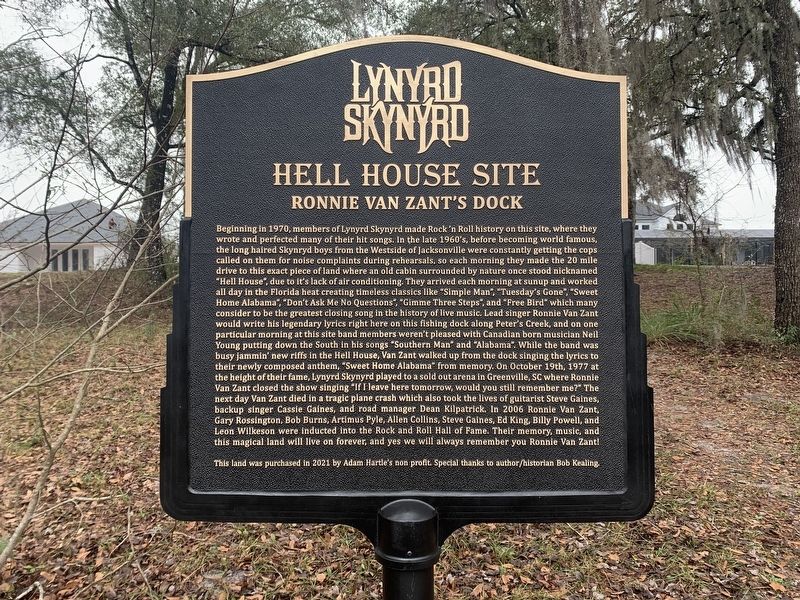 LYNYRD
SKYNYRD
HELL HOUSE SITE
RONNIE VAN ZANT'S DOCK
Beginning in 1970, members of Lynyrd Skynyrd made Rock 'n Roll history on this site, where they
wrote and perfected many of their hit songs. In the late 1960's, before becoming world famous,
the long haired Skynryd boys from the Westside of Jacksonville were constantly getting the cops
called on them for noise complaints during rehearsals, so each morning they made the 20 mile
drive to this exact piece of land where an old cabin surrounded by nature once stood nicknamed
"Hell House", due to it's lack of air conditioning. They arrived each morning at sunup and worked
all day in the Florida heat creating timeless classics like "Simple Man", "Tuesday's Gone", "Sweet
Home Alabama", "Don't Ask Me No Questions", "Gimme Three Steps", and "Free Bird" which many
consider to be the greatest closing song in the history of live music. Lead singer Ronnie Van Zant
would write his legendary lyrics right here on this fishing dock along Peter's Creek, and on one
particular morning at this site band members weren't pleased with Canadian born musician Neil
Young putting down the South in his songs "Southern Man" and "Alabama". While the band was
busy jammin' new riffs in the Hell House, Van Zant walked up from the dock singing the lyrics to
their newly composed anthem, "Sweet Home Alabama" from memory. On October 19th, 1977 at
the height of their fame, Lynyrd Skynyrd played to a sold out arena in Greenville, SC where Ronnie
Van Zant closed the show singing "If I leave here tomorrow, would you still remember me?" The
next day Van Zant died in a tragic plane crash which also took the lives of guitarist Steve Gaines,
backup singer Cassie Gaines, and road manager Dean Kilpatrick. In 2006 Ronnie Van Zant,
Gary Rossington, Bob Burns, Artimus Pyle, Allen Collins, Steve Gaines, Ed King, Billy Powell, and
Leon Wilkeson were inducted into the Rock and Roll Hall of Fame. Their memory, music, and
this magical land will live on forever, and yes we will always remember you Ronnie Van Zant!
This land was purchased in 2021 by Adam Hartle's non profit. Special thanks to author/historian Bob Kealing.